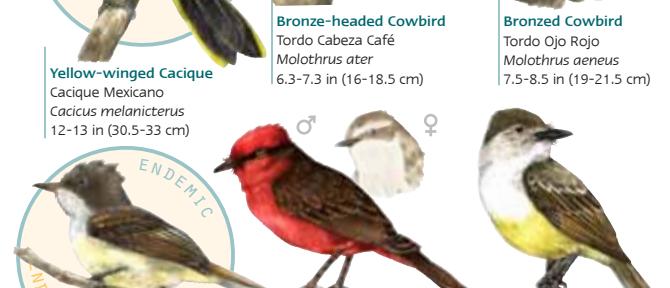 Bronze-headed Cowbird
Tordo Cabeza Café
Molothrus ater
6.3-7.3 in (16-18.5 cm)
Bronzed Cowbird
Tordo Ojo Rojo
Molothrus aeneus
7.5-8.5 in (19-21.5 cm)
Yellow-winged Cacique
Cacique Mexicano
Cacicus melanicterus
12-13 in (30.5-33 cm)
♂ ♀
ENDEMIC